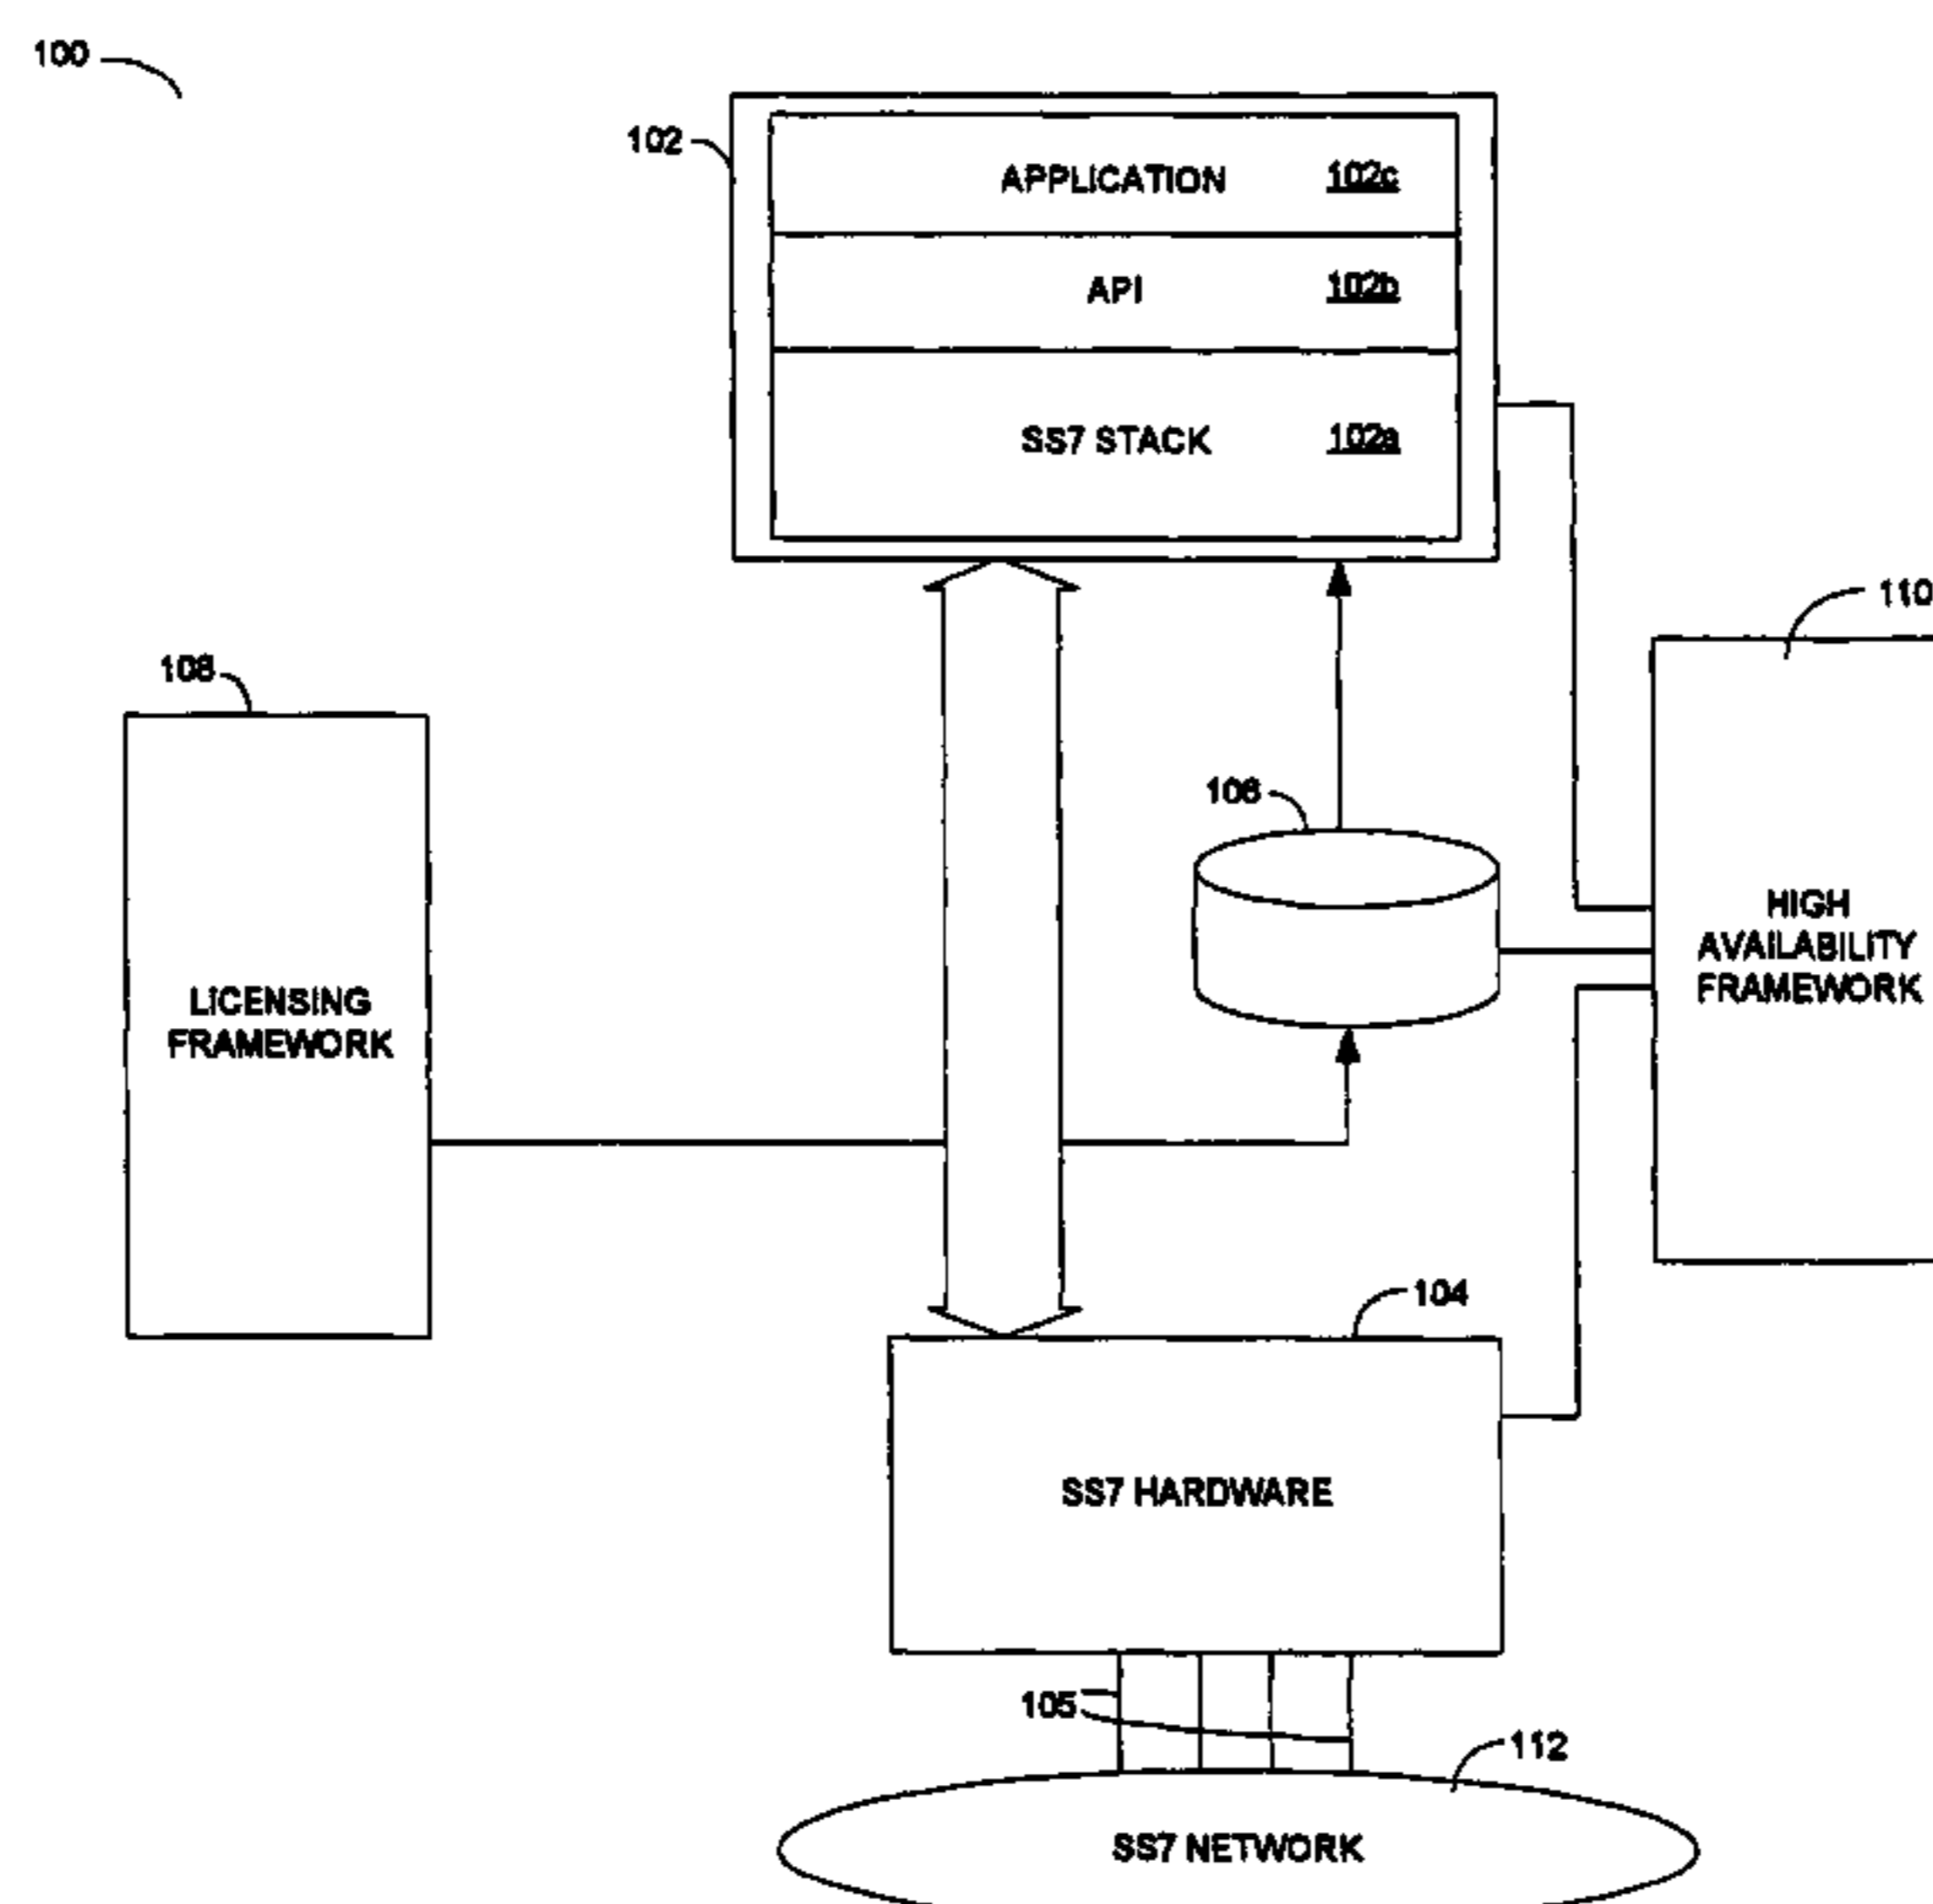 100
102
APPLICATION 102c
API 102b
SS7 STACK 102a
110
108
106
HIGH
AVAILABILITY
FRAMEWORK
LICENSING
FRAMEWORK
104
SS7 HARDWARE
105
112
SS7 NETWORK